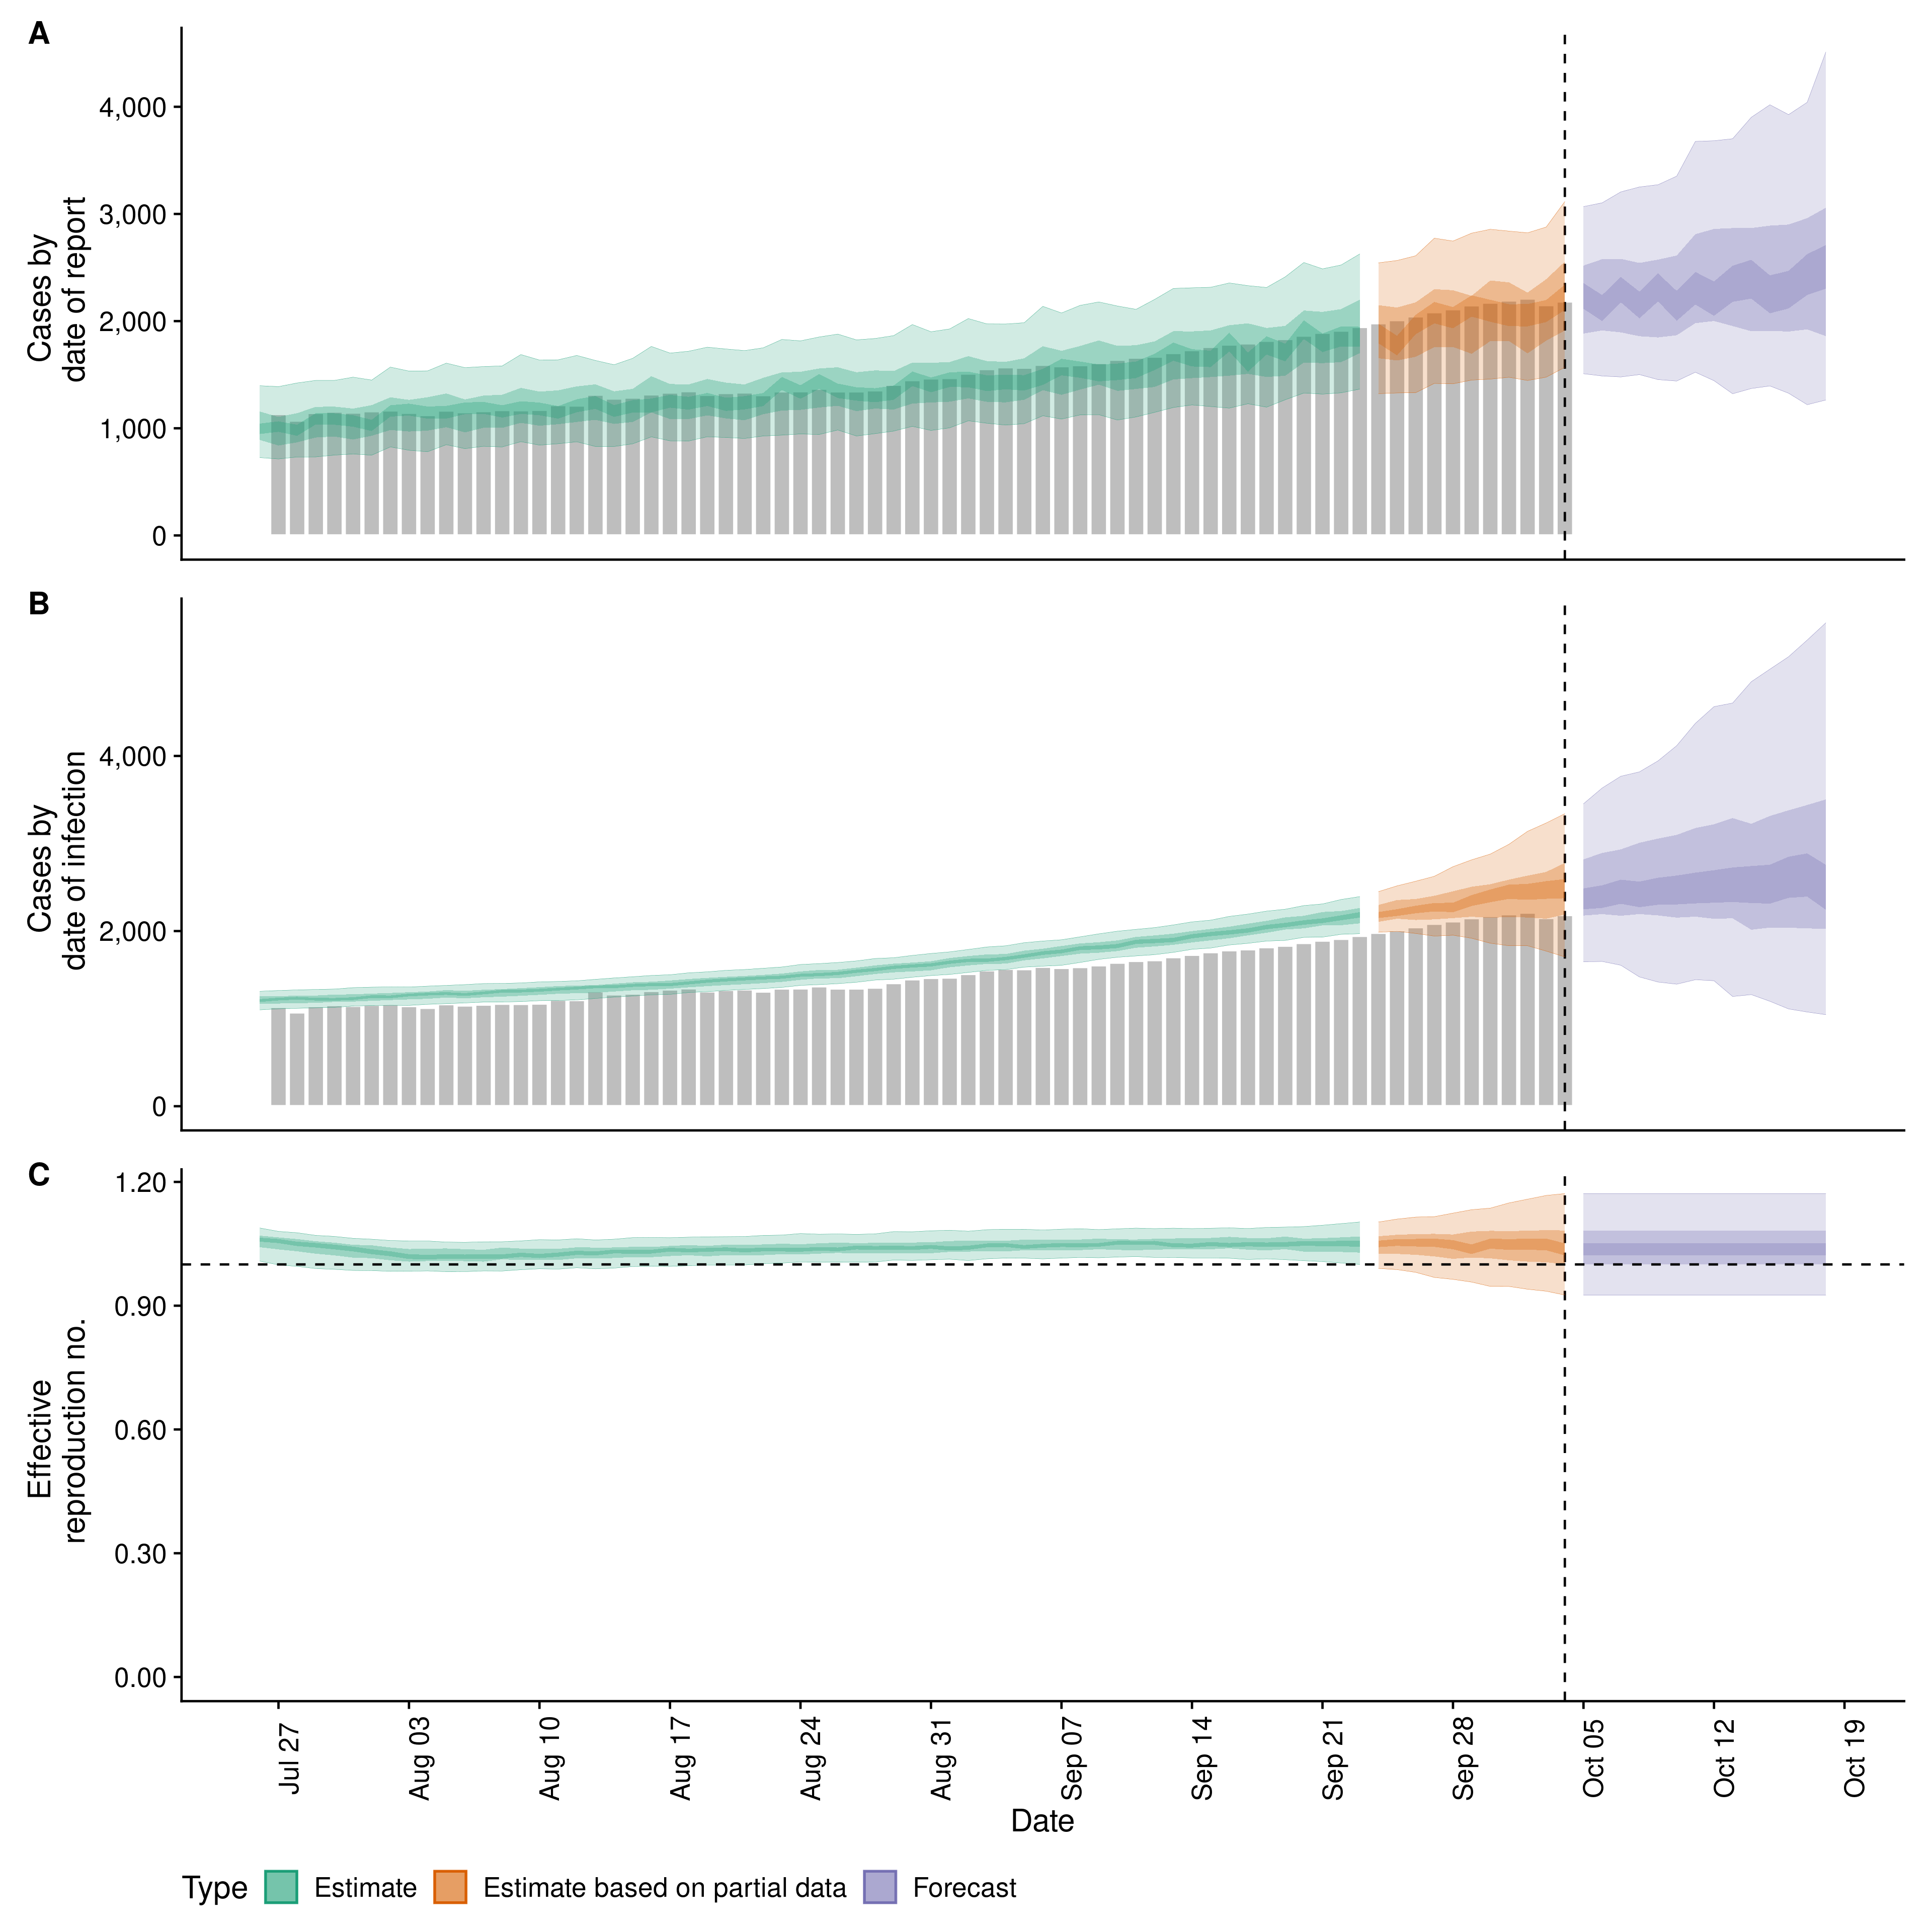 A
Cases by
date of report
4,000
3,000
2,000
1,000
0
B
Cases by
date of infection
4,000
2,000
0
C
Effective
reproduction no.
1.20
0.90
0.60
0.30
0.00
Jul 27
Aug 03
Aug 10
Aug 17
Aug 24
Aug 31
Sep 07
Sep 14
Sep 21
Sep 28
Oct 05
Oct 12
Oct 19
Date
Type Estimate Estimate based on partial data Forecast